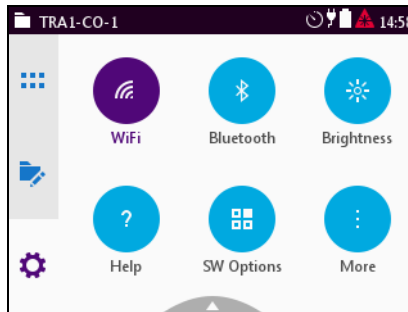 TRA1-CO-1 14:58
WiFi Bluetooth Brightness
? 
Help SW Options More